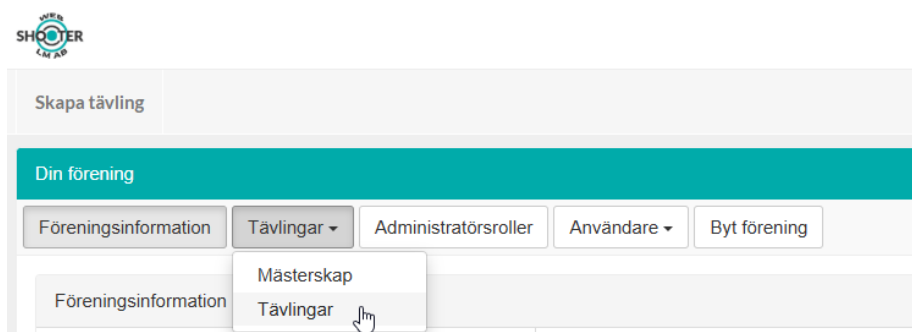 WEB
SHOOTER
LM AB
Skapa tävling
Din förening
Föreningsinformation Tävlingar Administratörsroller Användare Byt förening
Mästerskap
Föreningsinformation
Tävlingar